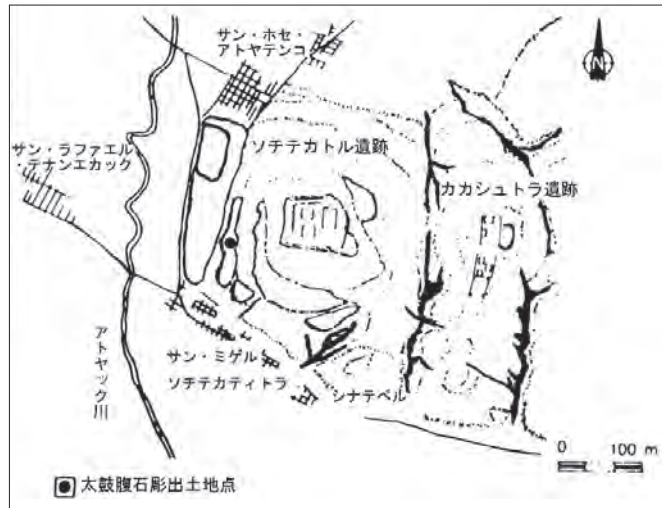 サン・ホセ・
アトヤテンコ
N
サン・ラファエル
・テナンエカック
ソチテカトル遺跡
カカシュトラ遺跡
アトヤック川
サン・ミゲル
ソチテカティトラ
シナテペル
0 100 m
太鼓腹石彫出土地点